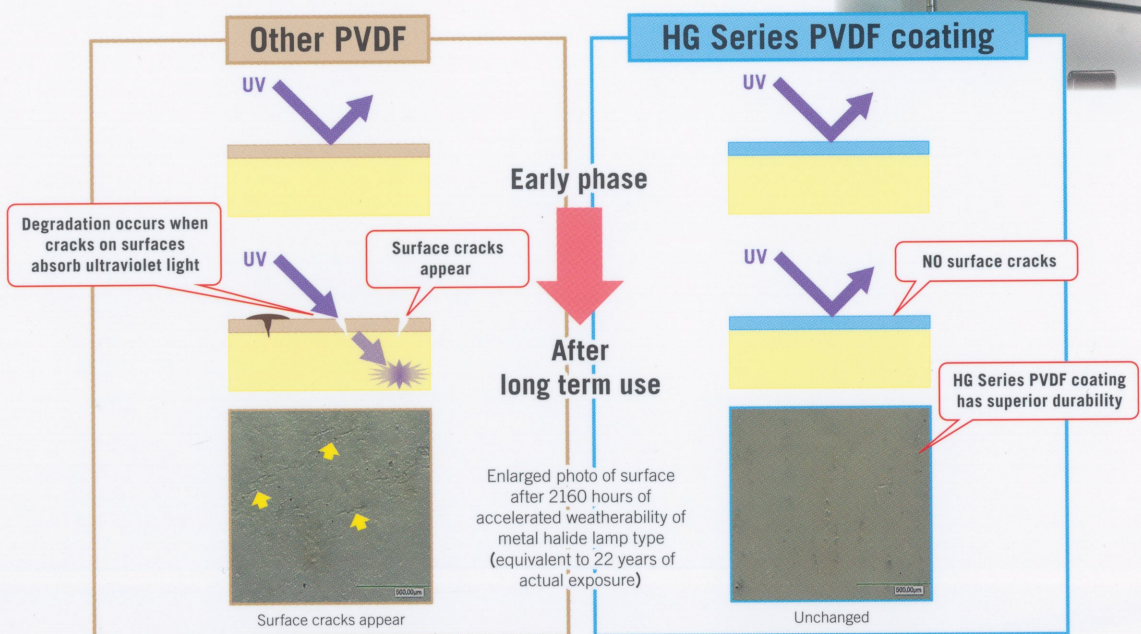 Other PVDF
HG Series PVDF coating
UV
UV
Early phase
Degradation occurs when
cracks on surfaces
absorb ultraviolet light
UV
Surface cracks
appear
UV
NO surface cracks
After
long term use
HG Series PVDF coating
has superior durability
Enlarged photo of surface
after 2160 hours of
accelerated weatherability of
metal halide lamp type
(equivalent to 22 years of
actual exposure)
500.00μm
500.00μm
Surface cracks appear
Unchanged